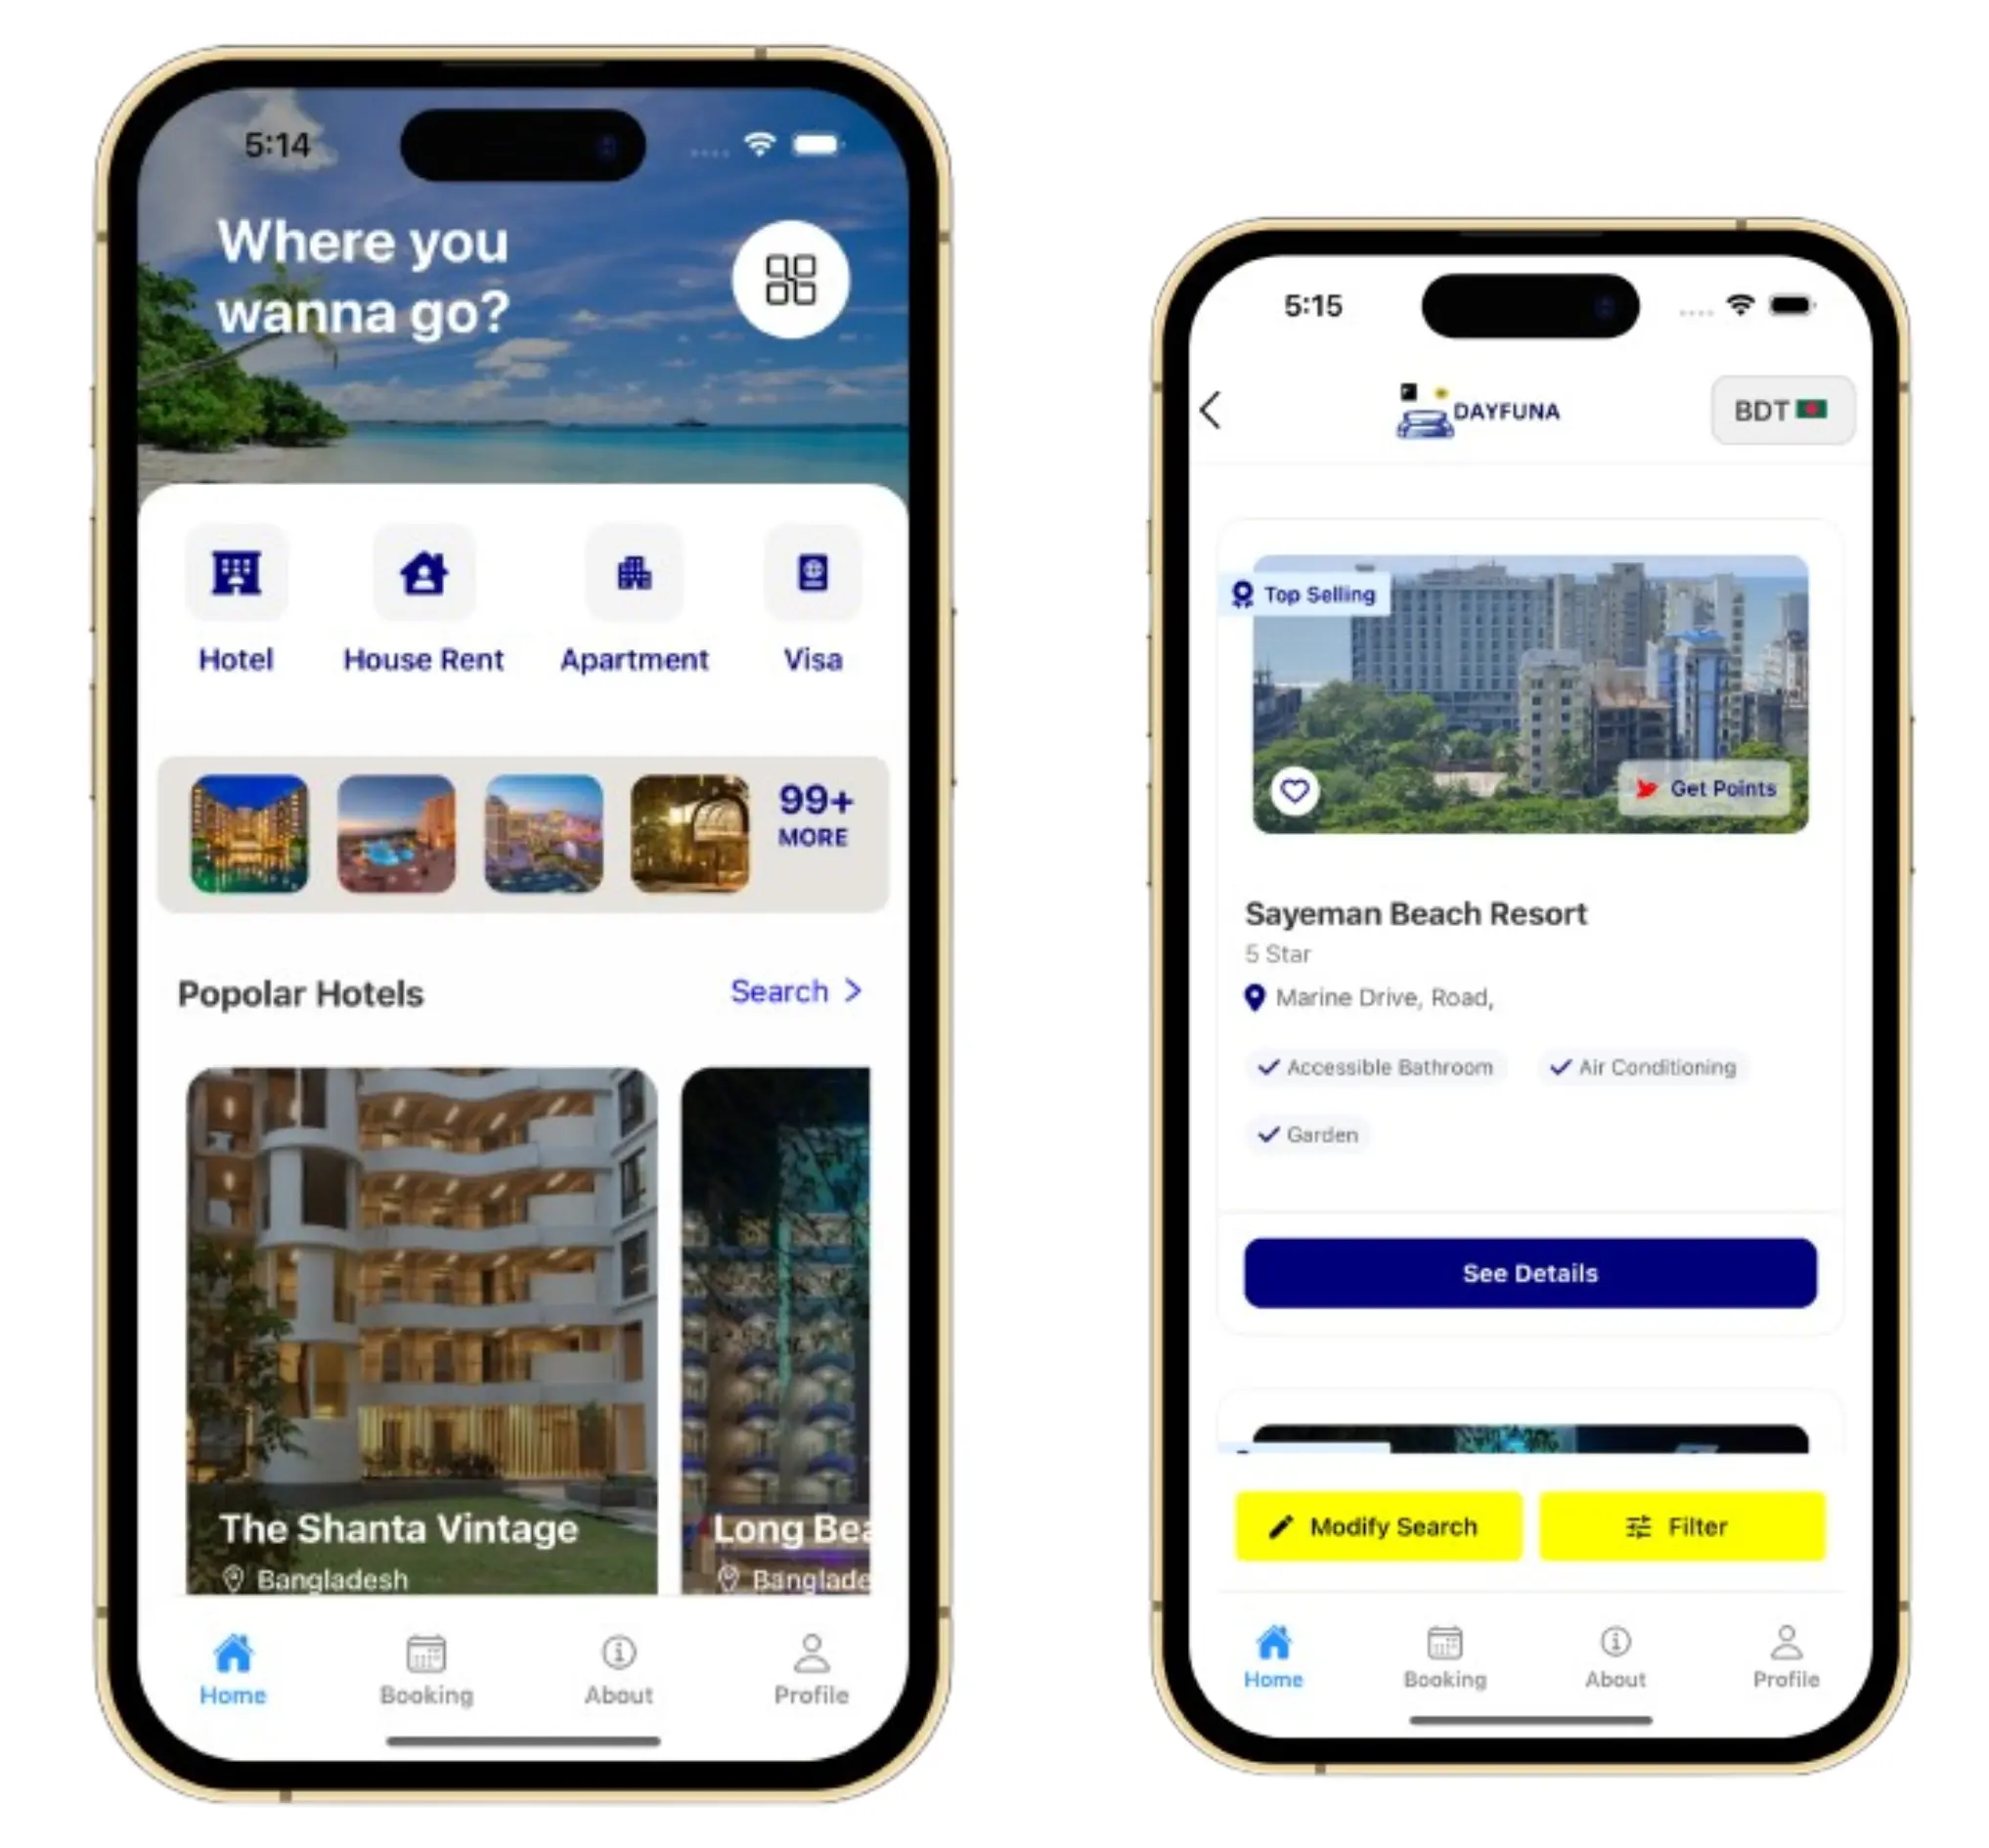 5:14
Where you
wanna go?
Hotel
House Rent
Apartment
Visa
99+
MORE
Popolar Hotels
Search >
The Shanta Vintage
Bangladesh
Long Bea
Banglade
Home
Booking
About
Profile
5:15
DAYFUNA
BDT
Top Selling
Get Points
Sayeman Beach Resort
5 Star
Marine Drive, Road,
Accessible Bathroom
Air Conditioning
Garden
See Details
Modify Search
Filter
Home
Booking
About
Profile